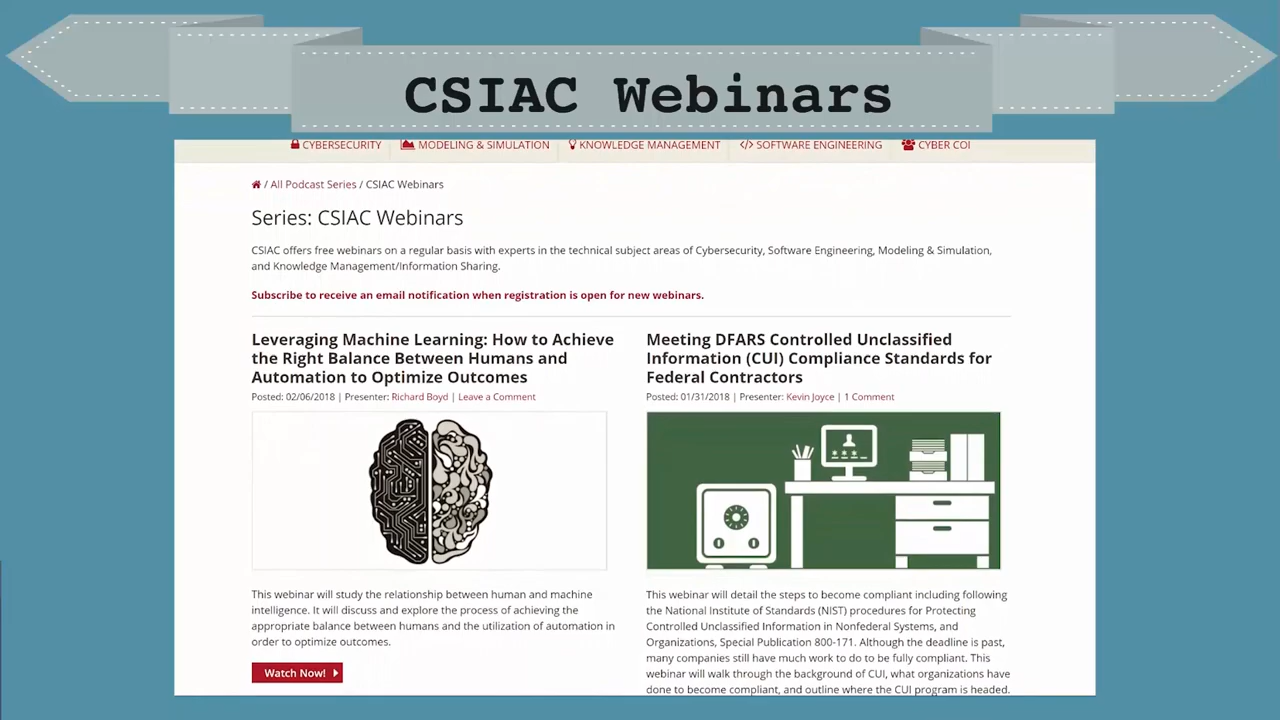 CSIAC Webinars
CYBERSECURITY MODELING & SIMULATION KNOWLEDGE MANAGEMENT </> SOFTWARE ENGINEERING CYBER COI
/ All Podcast Series / CSIAC Webinars
Series: CSIAC Webinars
CSIAC offers free webinars on a regular basis with experts in the technical subject areas of Cybersecurity, Software Engineering, Modeling & Simulation,
and Knowledge Management/Information Sharing.
Subscribe to receive an email notification when registration is open for new webinars.
Leveraging Machine Learning: How to Achieve
the Right Balance Between Humans and
Automation to Optimize Outcomes
Posted: 02/06/2018 | Presenter: Richard Boyd | Leave a Comment
This webinar will study the relationship between human and machine
intelligence. It will discuss and explore the process of achieving the
appropriate balance between humans and the utilization of automation in
order to optimize outcomes.
Watch Now!
Meeting DFARS Controlled Unclassified
Information (CUI) Compliance Standards for
Federal Contractors
Posted: 01/31/2018 | Presenter: Kevin Joyce | 1 Comment
This webinar will detail the steps to become compliant including following
the National Institute of Standards (NIST) procedures for Protecting
Controlled Unclassified Information in Nonfederal Systems, and
Organizations, Special Publication 800-171. Although the deadline is past,
many companies still have much work to do to be fully compliant. This
webinar will walk through the background of CUI, what organizations have
done to become compliant, and outline where the CUI program is headed.